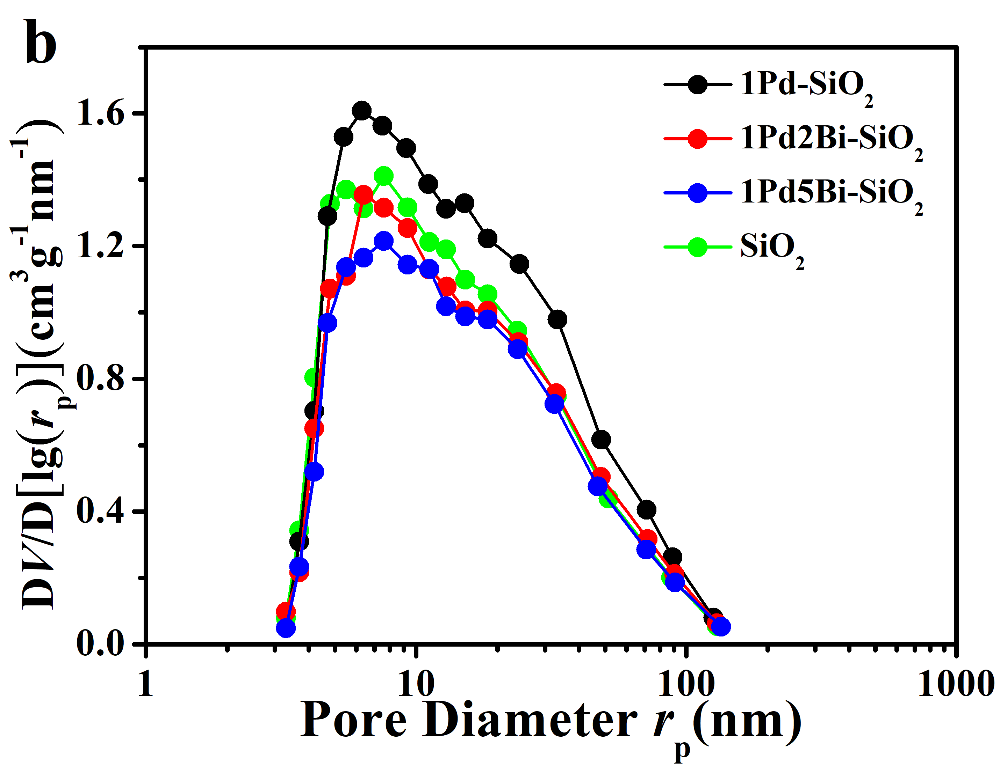 b
DV/D[lg(rₚ)](cm³g⁻¹nm⁻¹)
1.6
1.2
0.8
0.4
0.0
1Pd-SiO₂
1Pd2Bi-SiO₂
1Pd5Bi-SiO₂
SiO₂
1 10 100 1000
Pore Diameter rₚ(nm)